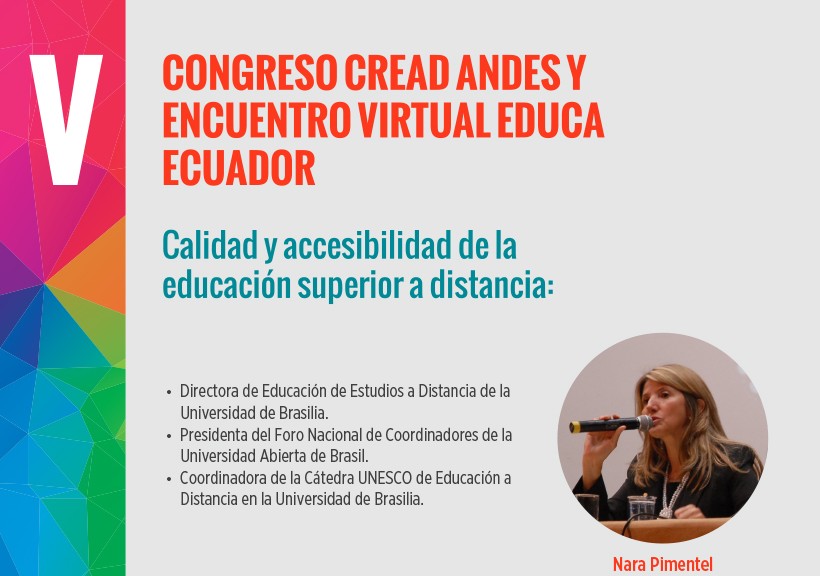 V
CONGRESO CREAD ANDES Y
ENCUENTRO VIRTUAL EDUCA
ECUADOR
Calidad y accesibilidad de la
educación superior a distancia:
• Directora de Educación de Estudios a Distancia de la
Universidad de Brasilia.
• Presidenta del Foro Nacional de Coordinadores de la
Universidad Abierta de Brasil.
• Coordinadora de la Cátedra UNESCO de Educación a
Distancia en la Universidad de Brasilia.
Nara Pimentel